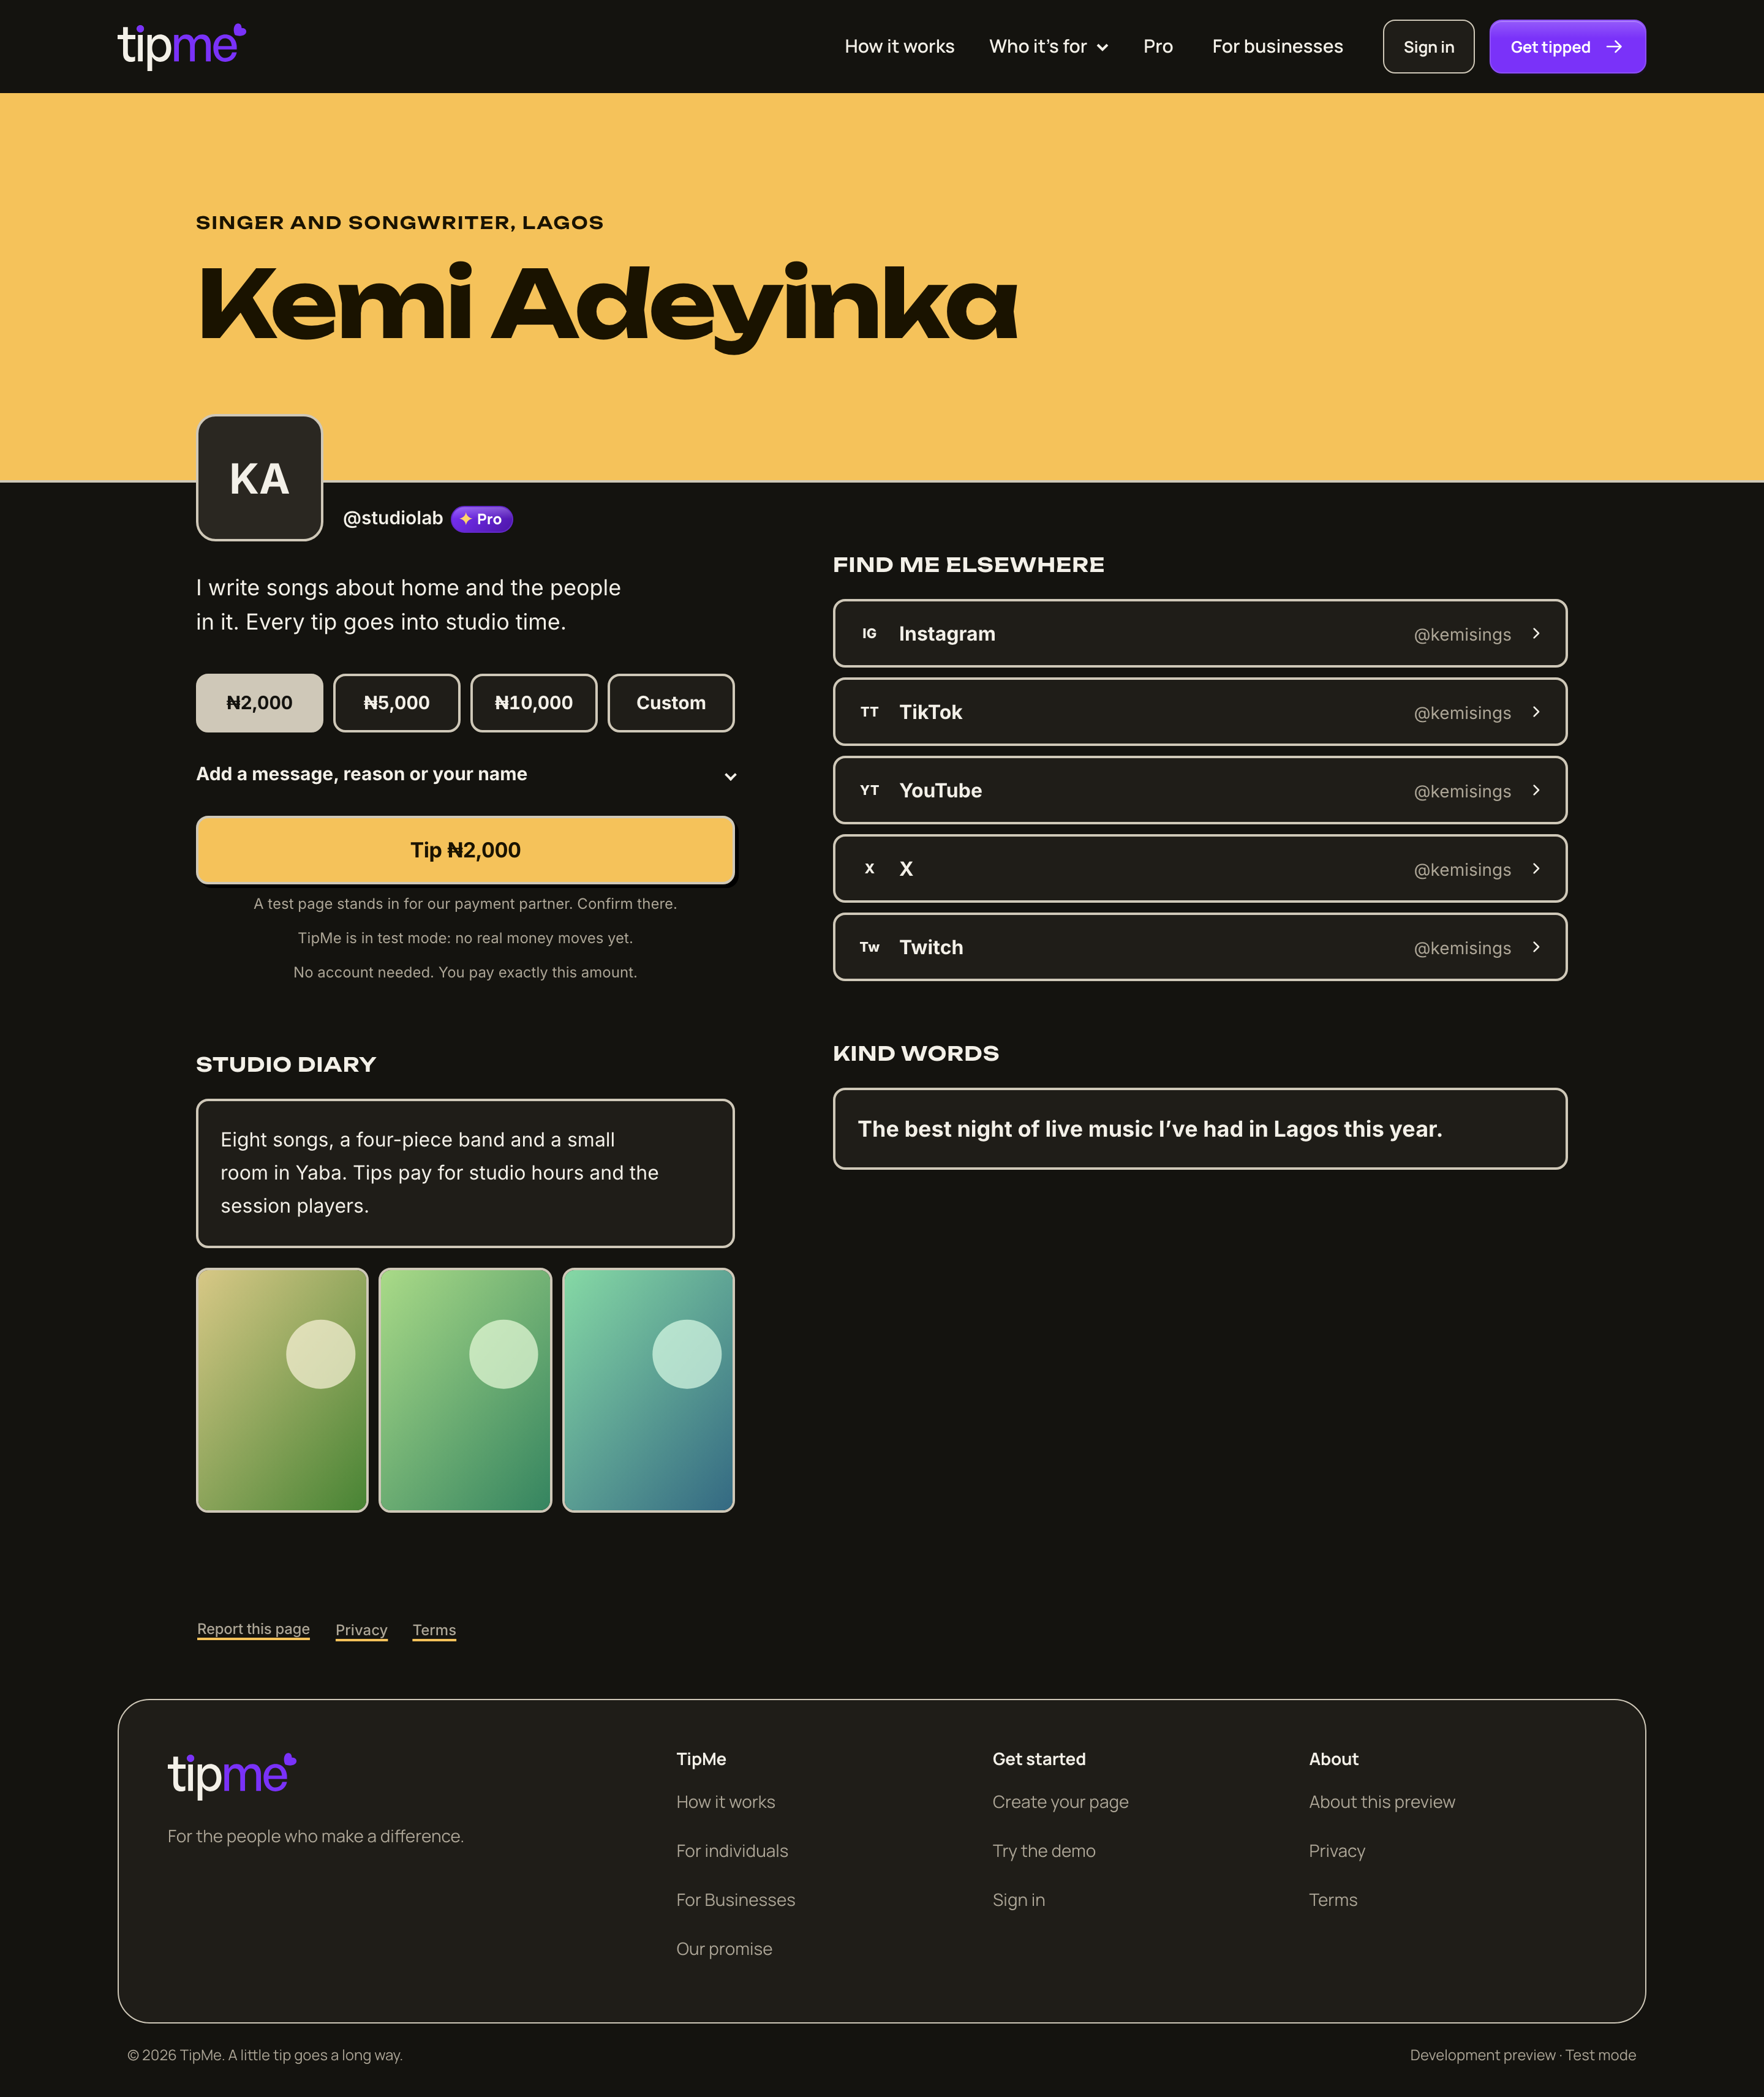 tipme
How it works
Who it's for
Pro
For businesses
Sign in
Get tipped
SINGER AND SONGWRITER, LAGOS
Kemi Adeyinka
KA
@studiolab
Pro
I write songs about home and the people
in it. Every tip goes into studio time.
₦2,000
₦5,000
₦10,000
Custom
Add a message, reason or your name
Tip ₦2,000
A test page stands in for our payment partner. Confirm there.
TipMe is in test mode: no real money moves yet.
No account needed. You pay exactly this amount.
STUDIO DIARY
Eight songs, a four-piece band and a small
room in Yaba. Tips pay for studio hours and the
session players.
FIND ME ELSEWHERE
IG Instagram @kemisings
TT TikTok @kemisings
YT YouTube @kemisings
X X @kemisings
Tw Twitch @kemisings
KIND WORDS
The best night of live music I’ve had in Lagos this year.
Report this page
Privacy
Terms
tipme
For the people who make a difference.
TipMe
How it works
For individuals
For Businesses
Our promise
Get started
Create your page
Try the demo
Sign in
About
About this preview
Privacy
Terms
© 2026 TipMe. A little tip goes a long way.
Development preview · Test mode